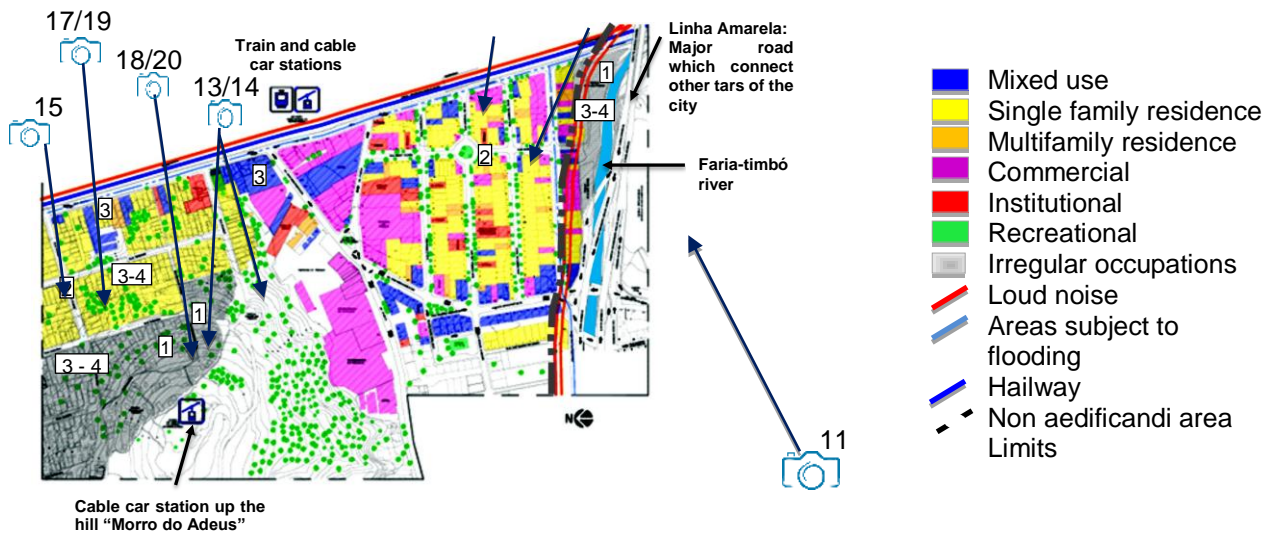 17/19
18/20
13/14
15
Train and cable
car stations
Linha Amarela:
Major road
which connect
other tars of the
city
Faria-timbó
river
1
3-4
2
3
3
3-4
2
1
1
3 - 4
N
11
Cable car station up the
hill “Morro do Adeus”
Mixed use
Single family residence
Multifamily residence
Commercial
Institutional
Recreational
Irregular occupations
Loud noise
Areas subject to
flooding
Hailway
Non aedificandi area
Limits